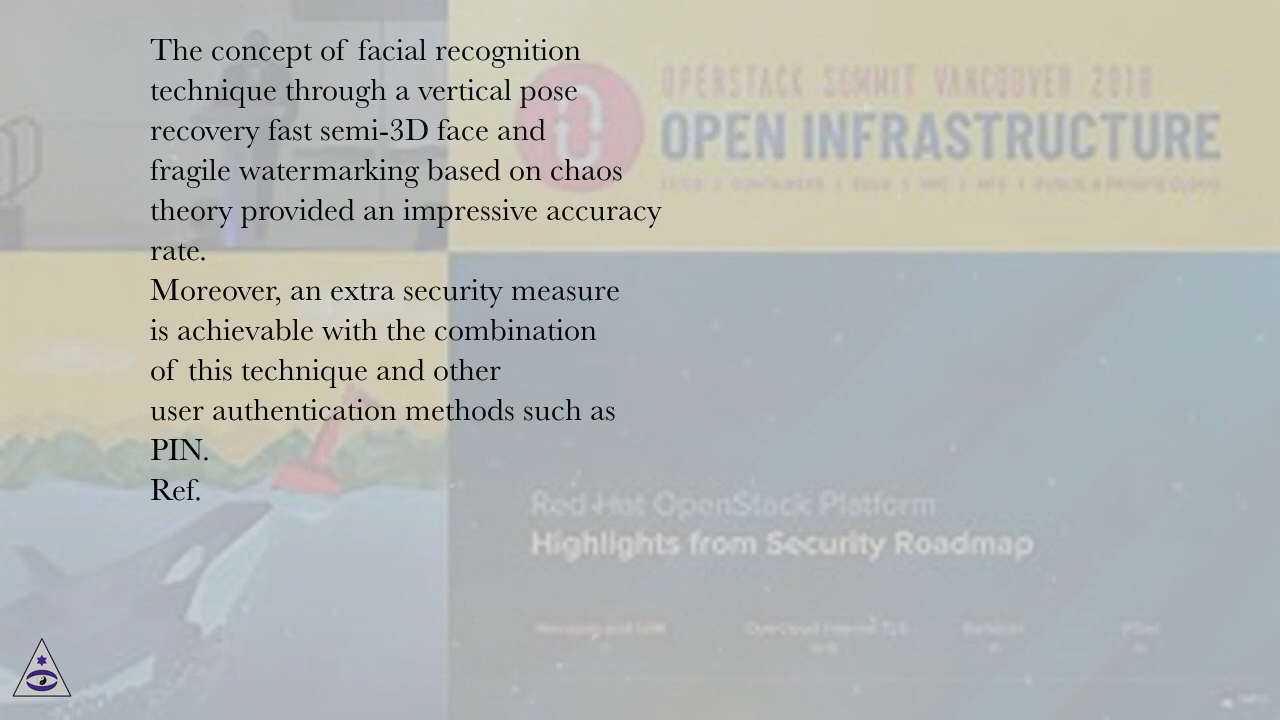 The concept of facial recognition
technique through a vertical pose
recovery fast semi-3D face and
fragile watermarking based on chaos
theory provided an impressive accuracy
rate.
Moreover, an extra security measure
is achievable with the combination
of this technique and other
user authentication methods such as
PIN.
Ref.
OPENSTACK SUMMIT VANCOUVER 2018
OPEN INFRASTRUCTURE
Red Hat OpenStack Platform
Highlights from Security Roadmap